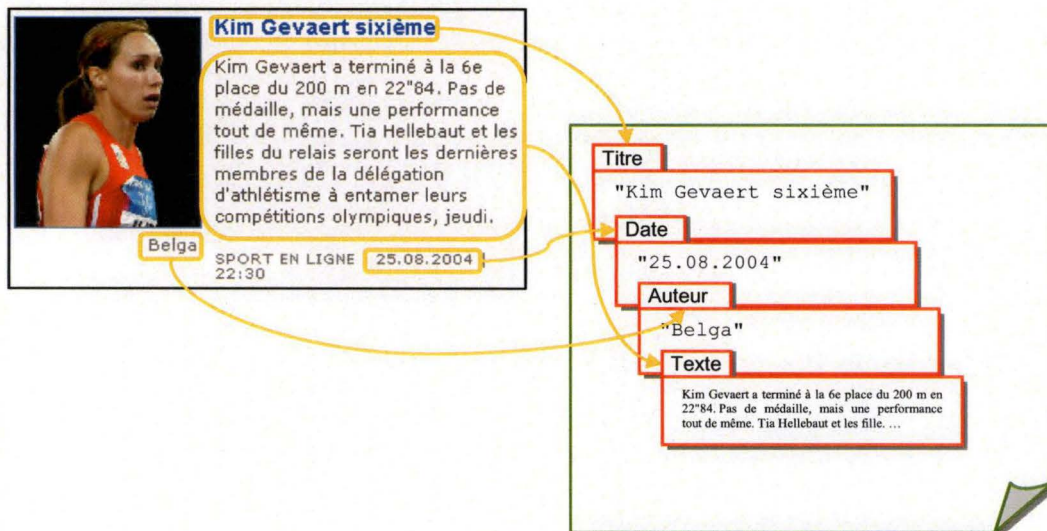 Kim Gevaert sixième
Kim Gevaert a terminé à la 6e
place du 200 m en 22"84. Pas de
médaille, mais une performance
tout de même. Tia Hellebaut et les
filles du relais seront les dernières
membres de la délégation
d'athlétisme à entamer leurs
compétitions olympiques, jeudi.
Belga
SPORT EN LIGNE 25.08.2004
22:30
Titre
"Kim Gevaert sixième"
Date
"25.08.2004"
Auteur
"Belga"
Texte
Kim Gevaert a terminé à la 6e place du 200 m en
22"84. Pas de médaille, mais une performance
tout de même. Tia Hellebaut et les fille. ...